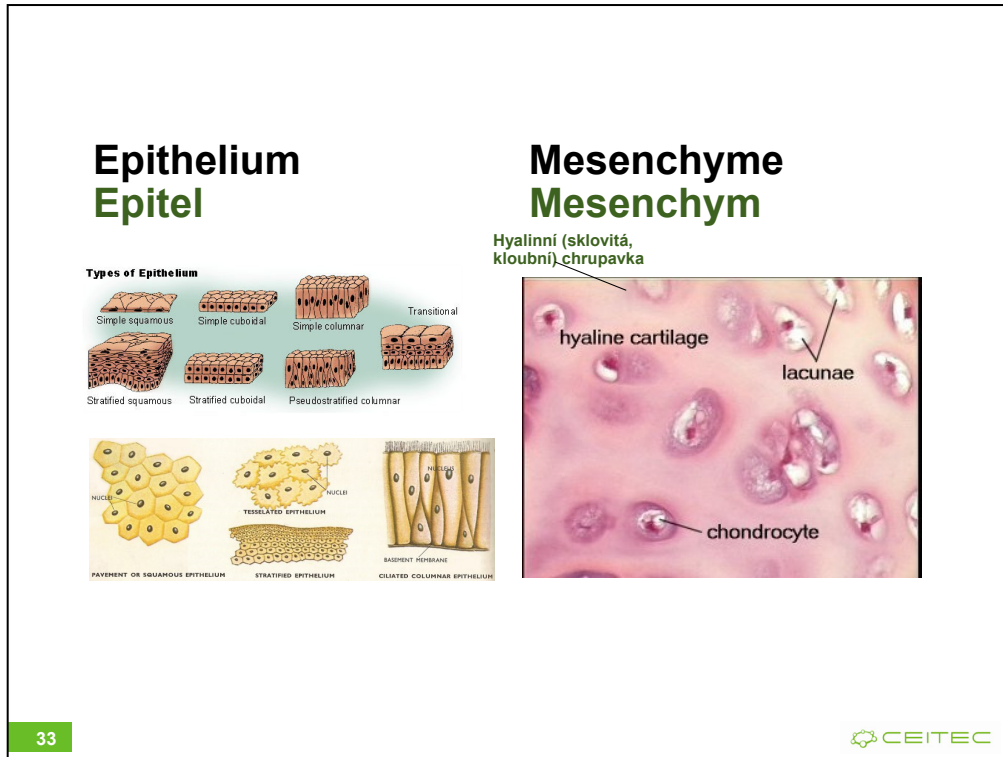 Epithelium
Epitel
Mesenchyme
Mesenchym
Hyalinní (sklovitá,
kloubní) chrupavka
Types of Epithelium
Simple squamous
Simple cuboidal
Simple columnar
Transitional
Stratified squamous
Stratified cuboidal
Pseudostratified columnar
NUCLEI
NUCLEI
TESSELATED EPITHELIUM
NUCLEUS
BASEMENT MEMBRANE
PAVEMENT OR SQUAMOUS EPITHELIUM
STRATIFIED EPITHELIUM
CILIATED COLUMNAR EPITHELIUM
hyaline cartilage
lacunae
chondrocyte
33
CEITEC